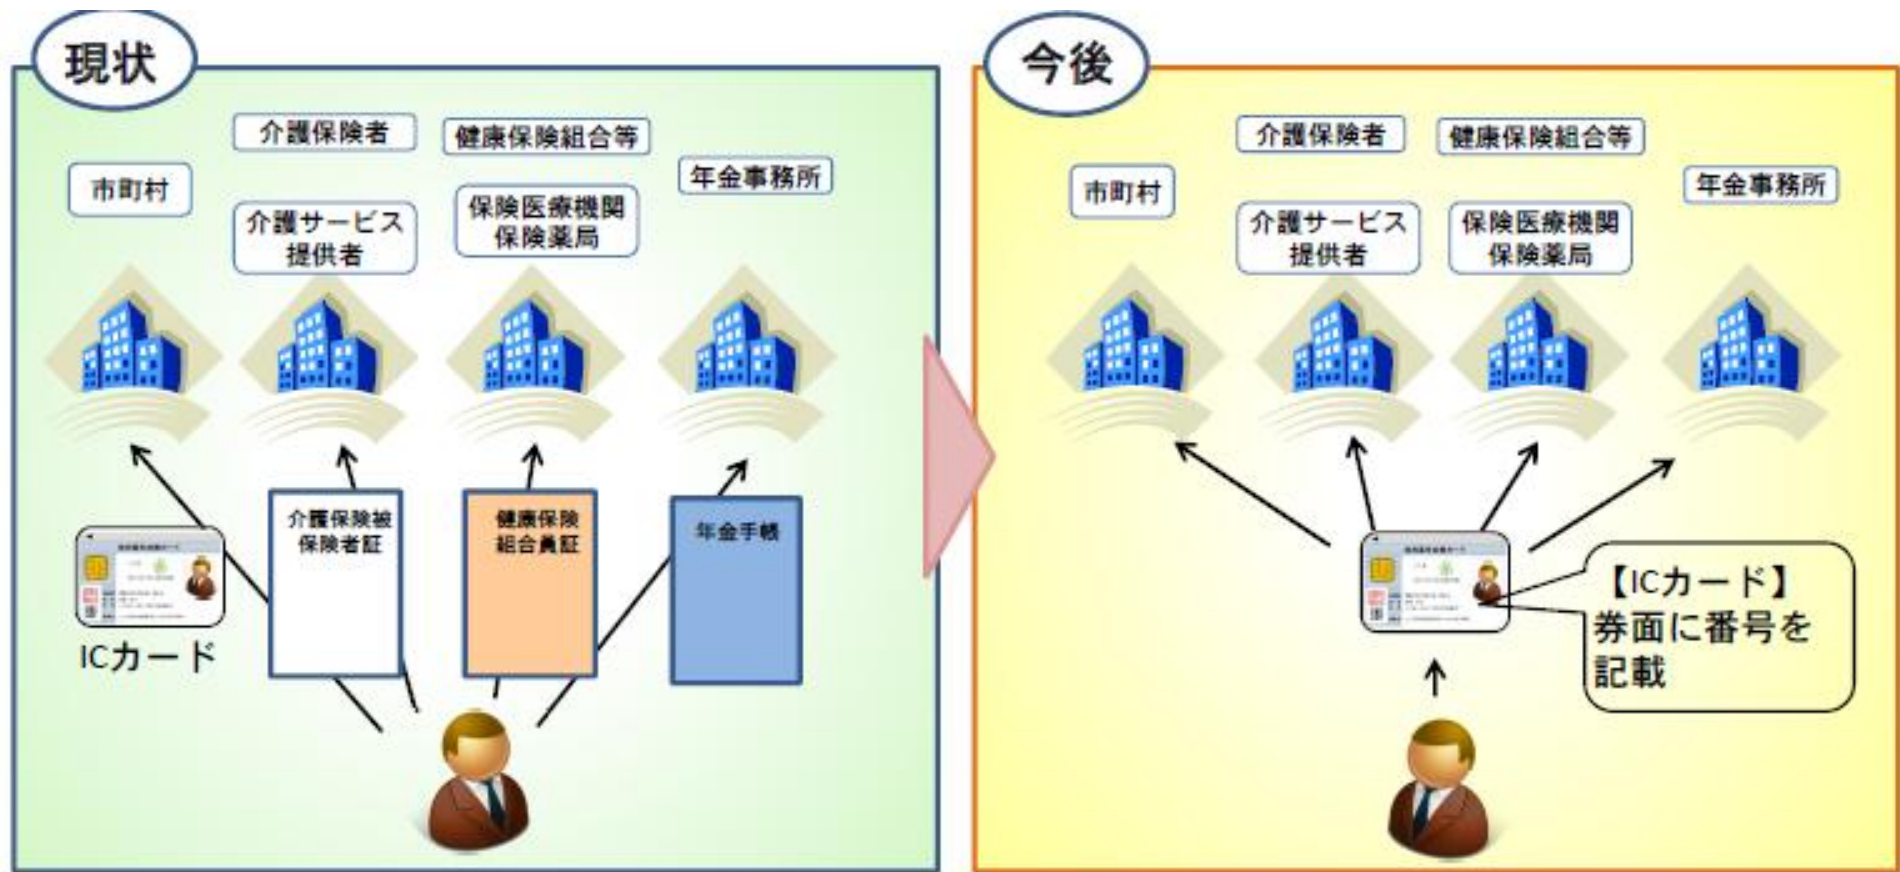 現状
介護保険者
健康保険組合等
市町村
年金事務所
介護サービス
提供者
保険医療機関
保険薬局
介護保険被
保険者証
健康保険
組合員証
年金手帳
ICカード
今後
介護保険者
健康保険組合等
市町村
年金事務所
介護サービス
提供者
保険医療機関
保険薬局
【ICカード】
券面に番号を
記載